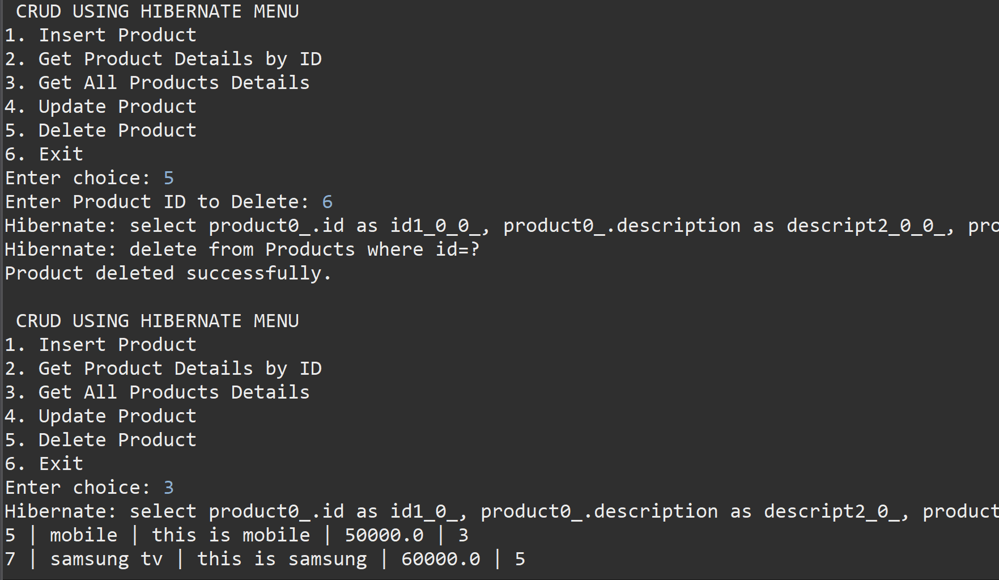 CRUD USING HIBERNATE MENU
1. Insert Product
2. Get Product Details by ID
3. Get All Products Details
4. Update Product
5. Delete Product
6. Exit
Enter choice: 5
Enter Product ID to Delete: 6
Hibernate: select product0_.id as id1_0_0_, product0_.description as descript2_0_0_, pro
Hibernate: delete from Products where id=?
Product deleted successfully.
CRUD USING HIBERNATE MENU
1. Insert Product
2. Get Product Details by ID
3. Get All Products Details
4. Update Product
5. Delete Product
6. Exit
Enter choice: 3
Hibernate: select product0_.id as id1_0_, product0_.description as descript2_0_, product
5 | mobile | this is mobile | 50000.0 | 3
7 | samsung tv | this is samsung | 60000.0 | 5